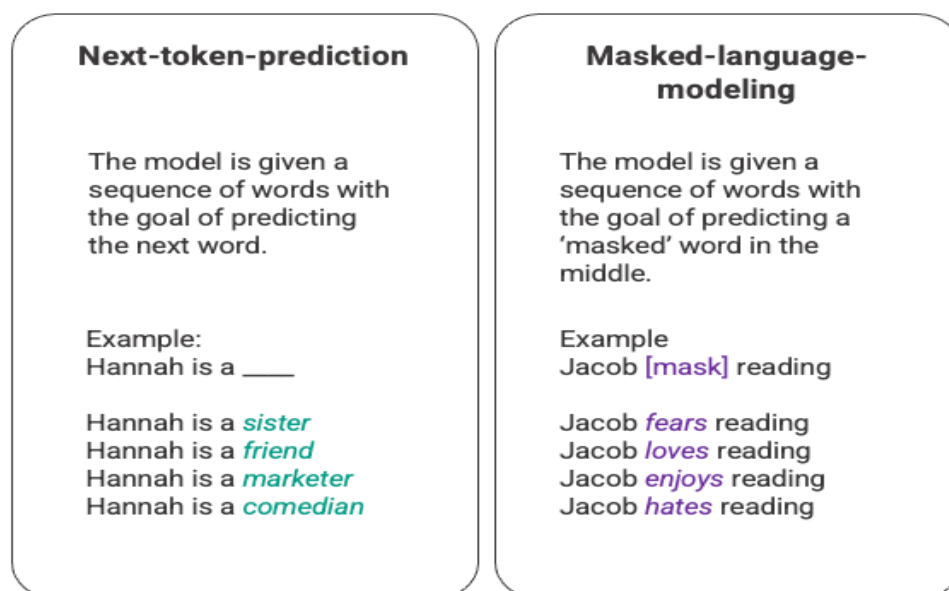 Next-token-prediction
The model is given a
sequence of words with
the goal of predicting
the next word.
Example:
Hannah is a ____
Hannah is a sister
Hannah is a friend
Hannah is a marketer
Hannah is a comedian
Masked-language-
modeling
The model is given a
sequence of words with
the goal of predicting a
‘masked’ word in the
middle.
Example
Jacob [mask] reading
Jacob fears reading
Jacob loves reading
Jacob enjoys reading
Jacob hates reading